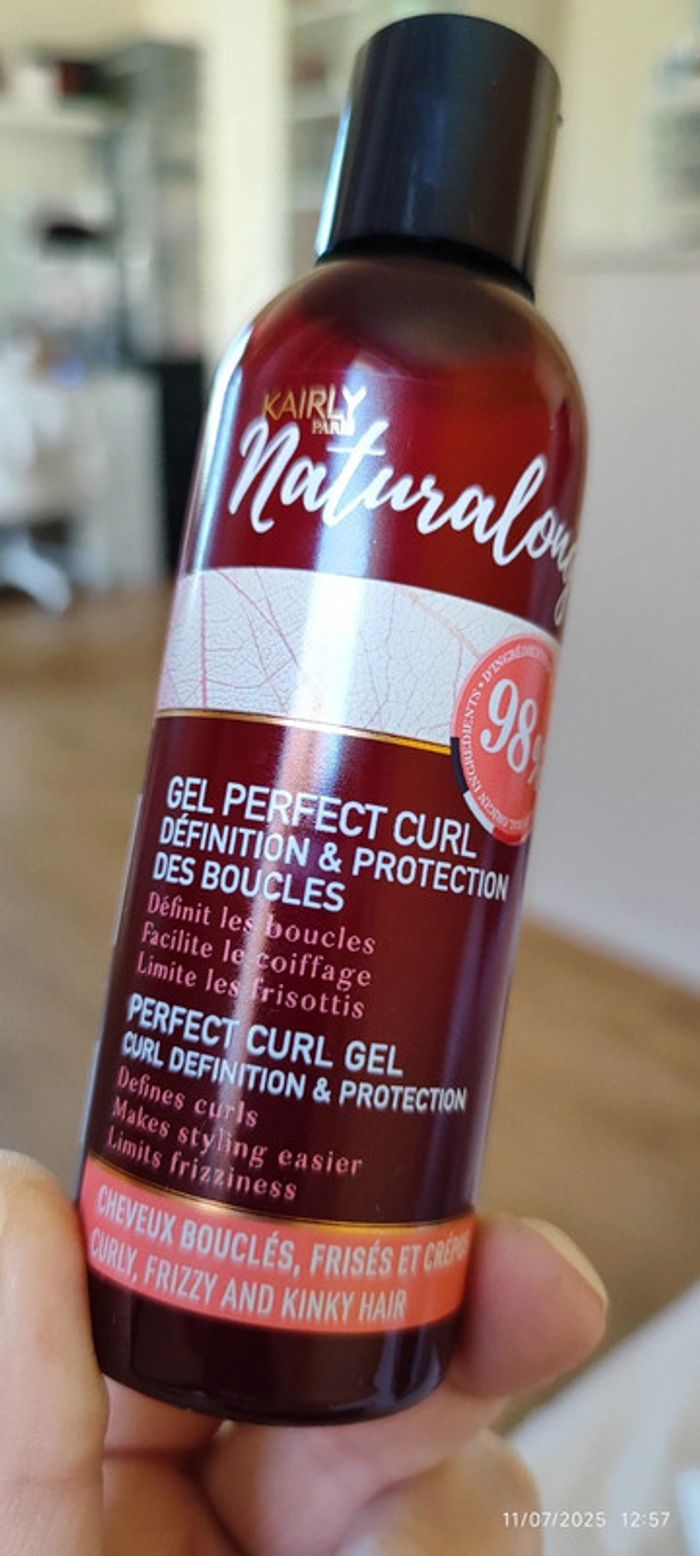 KAIRLY
PARIS
Naturalong
98%
D'INGRÉDIENTS
INGREDIENTS
GEL PERFECT CURL
DÉFINITION & PROTECTION
DES BOUCLES
Définit les boucles
Facilite le coiffage
Limite les frisottis
PERFECT CURL GEL
CURL DEFINITION & PROTECTION
Defines curls
Makes styling easier
Limits frizziness
CHEVEUX BOUCLÉS, FRISÉS ET CRÉPUS
CURLY, FRIZZY AND KINKY HAIR
11/07/2025 12:57